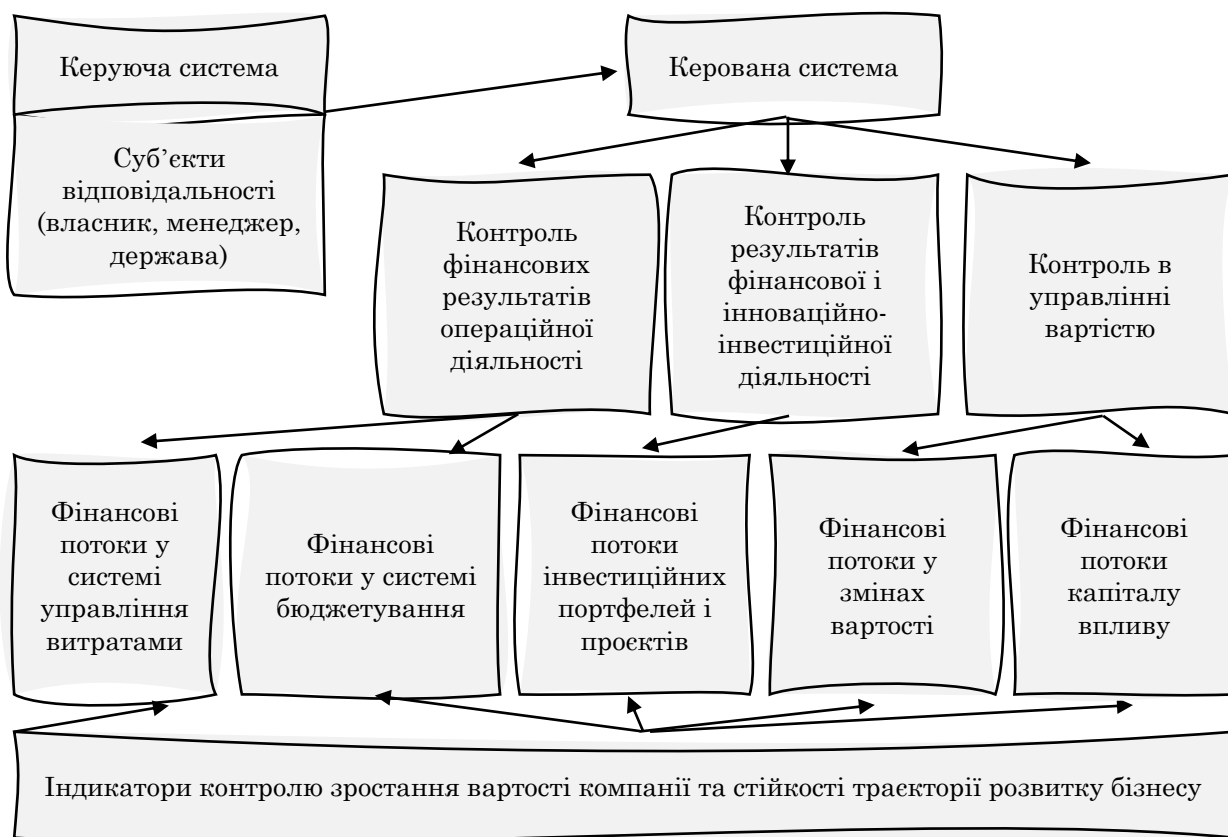 Керуюча система
Керована система
Суб’єкти
відповідальності
(власник, менеджер,
держава)
Контроль
фінансових
результатів
операційної
діяльності
Контроль
результатів
фінансової і
інноваційно-
інвестиційної
діяльності
Контроль в
управлінні
вартістю
Фінансові
потоки у
системі
управління
витратами
Фінансові
потоки у системі
бюджетування
Фінансові
потоки
інвестиційних
портфелей і
проєктів
Фінансові
потоки у
змінах
вартості
Фінансові
потоки
капіталу
впливу
Індикатори контролю зростання вартості компанії та стійкості траєкторії розвитку бізнесу